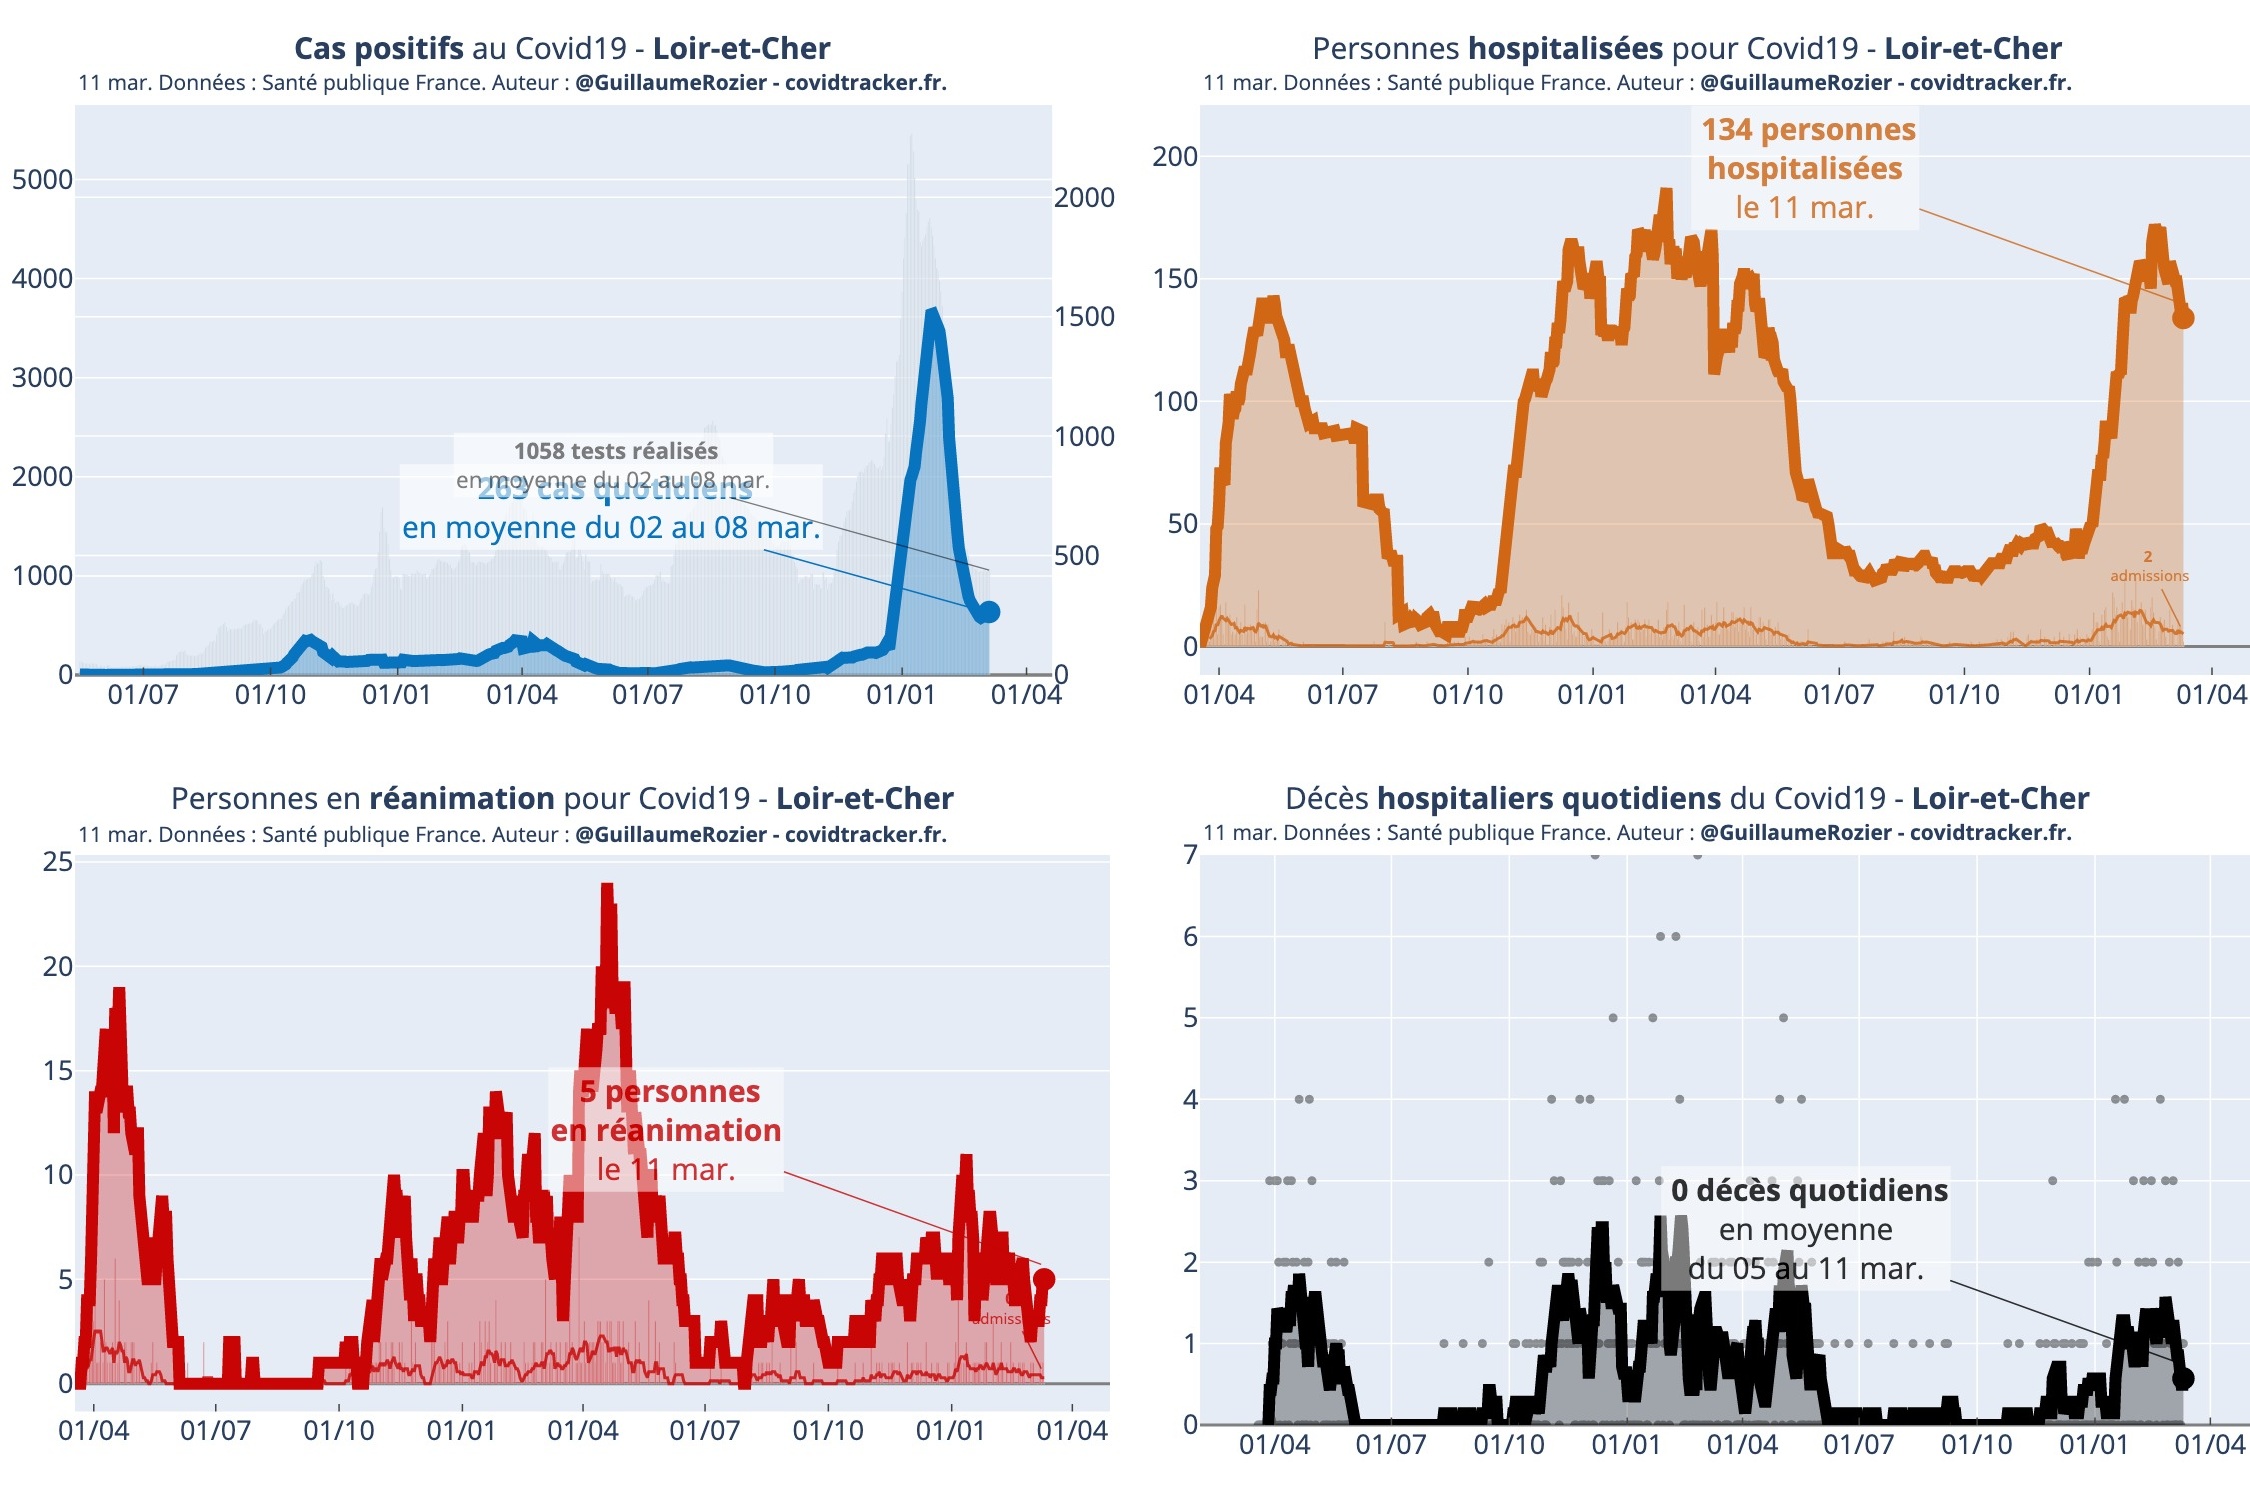 Cas positifs au Covid19 - Loir-et-Cher
11 mar. Données : Santé publique France. Auteur : @GuillaumeRozier - covidtracker.fr.
5000
4000
3000
2000
1000
0
2000
1500
1000
500
0
1058 tests réalisés
en moyenne du 02 au 08 mar.
263 cas quotidiens
en moyenne du 02 au 08 mar.
01/07 01/10 01/01 01/04 01/07 01/10 01/01 01/04
Personnes hospitalisées pour Covid19 - Loir-et-Cher
11 mar. Données : Santé publique France. Auteur : @GuillaumeRozier - covidtracker.fr.
200
150
100
50
0
134 personnes
hospitalisées
le 11 mar.
2
admissions
01/04 01/07 01/10 01/01 01/04 01/07 01/10 01/01 01/04
Personnes en réanimation pour Covid19 - Loir-et-Cher
11 mar. Données : Santé publique France. Auteur : @GuillaumeRozier - covidtracker.fr.
25
20
15
10
5
0
5 personnes
en réanimation
le 11 mar.
admissions
01/04 01/07 01/10 01/01 01/04 01/07 01/10 01/01 01/04
Décès hospitaliers quotidiens du Covid19 - Loir-et-Cher
11 mar. Données : Santé publique France. Auteur : @GuillaumeRozier - covidtracker.fr.
7
6
5
4
3
2
1
0
0 décès quotidiens
en moyenne
du 05 au 11 mar.
01/04 01/07 01/10 01/01 01/04 01/07 01/10 01/01 01/04